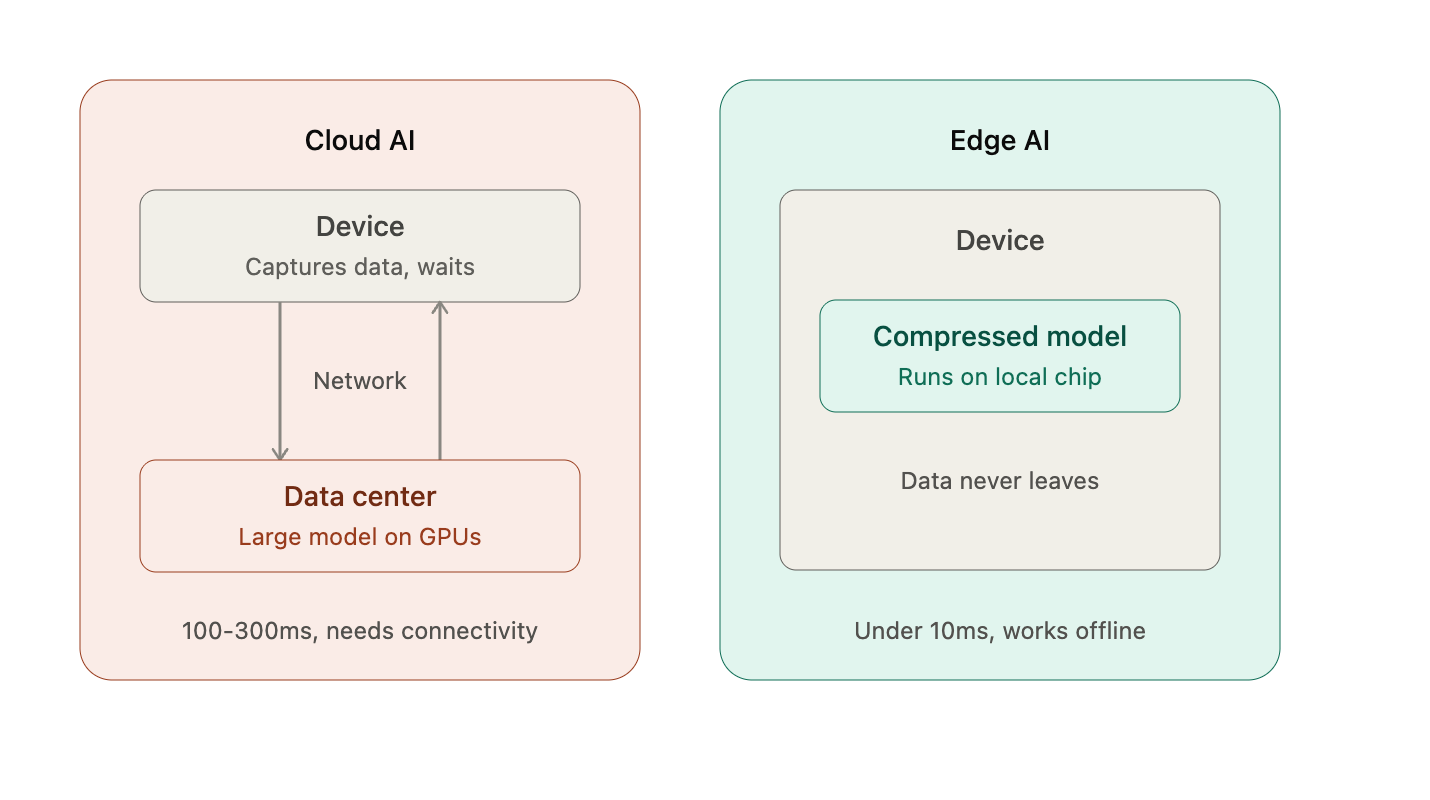 Cloud AI
Device
Captures data, waits
Network
Data center
Large model on GPUs
100-300ms, needs connectivity
Edge AI
Device
Compressed model
Runs on local chip
Data never leaves
Under 10ms, works offline